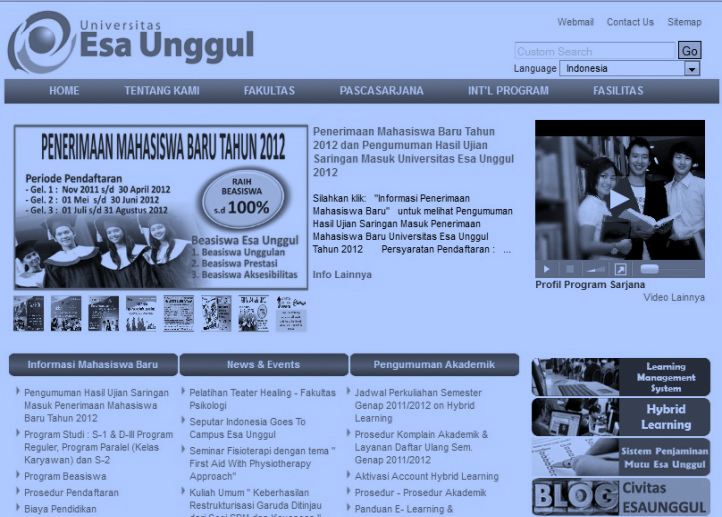 Universitas
Esa Unggul
Webmail Contact Us Sitemap
Custom Search Go
Language Indonesia
HOME TENTANG KAMI FAKULTAS PASCASARJANA INT'L PROGRAM FASILITAS
PENERIMAAN MAHASISWA BARU TAHUN 2012
Periode Pendaftaran
- Gel. 1 : Nov 2011 s/d 30 April 2012
- Gel. 2 : 01 Mei s/d 30 Juni 2012
- Gel. 3 : 01 Juli s/d 31 Agustus 2012
RAIH
BEASISWA
s.d 100%
Beasiswa Esa Unggul
1. Beasiswa Unggulan
2. Beasiswa Prestasi
3. Beasiswa Aksesibilitas
Penerimaan Mahasiswa Baru Tahun
2012 dan Pengumuman Hasil Ujian
Saringan Masuk Universitas Esa Unggul
2012
Silahkan klik: "Informasi Penerimaan
Mahasiswa Baru" untuk melihat Pengumuman
Hasil Ujian Saringan Masuk Penerimaan
Mahasiswa Baru Universitas Esa Unggul
Tahun 2012 Persyaratan Pendaftaran : ...
Info Lainnya
Profil Program Sarjana
Video Lainnya
Informasi Mahasiswa Baru
Pengumuman Hasil Ujian Saringan
Masuk Penerimaan Mahasiswa
Baru Tahun 2012
Program Studi : S-1 & D-III Program
Reguler, Program Paralel (Kelas
Karyawan) dan S-2
Program Beasiswa
Prosedur Pendaftaran
Biaya Pendidikan
News & Events
Pelatihan Teater Healing - Fakultas
Psikologi
Seputar Indonesia Goes To
Campus Esa Unggul
Seminar Fisioterapi dengan tema "
First Aid With Physiotherapy
Approach"
Kuliah Umum " Keberhasilan
Restrukturisasi Garuda Ditinjau
Pengumuman Akademik
Jadwal Perkuliahan Semester
Genap 2011/2012 on Hybrid
Learning
Prosedur Komplain Akademik &
Layanan Daftar Ulang Sem.
Genap 2011/2012
Aktivasi Account Hybrid Learning
Prosedur - Prosedur Akademik
Panduan E- Learning &
Learning
Management
System
Hybrid
Learning
Sistem Penjaminan
Mutu Esa Unggul
BLOG Civitas
ESAUNGGUL